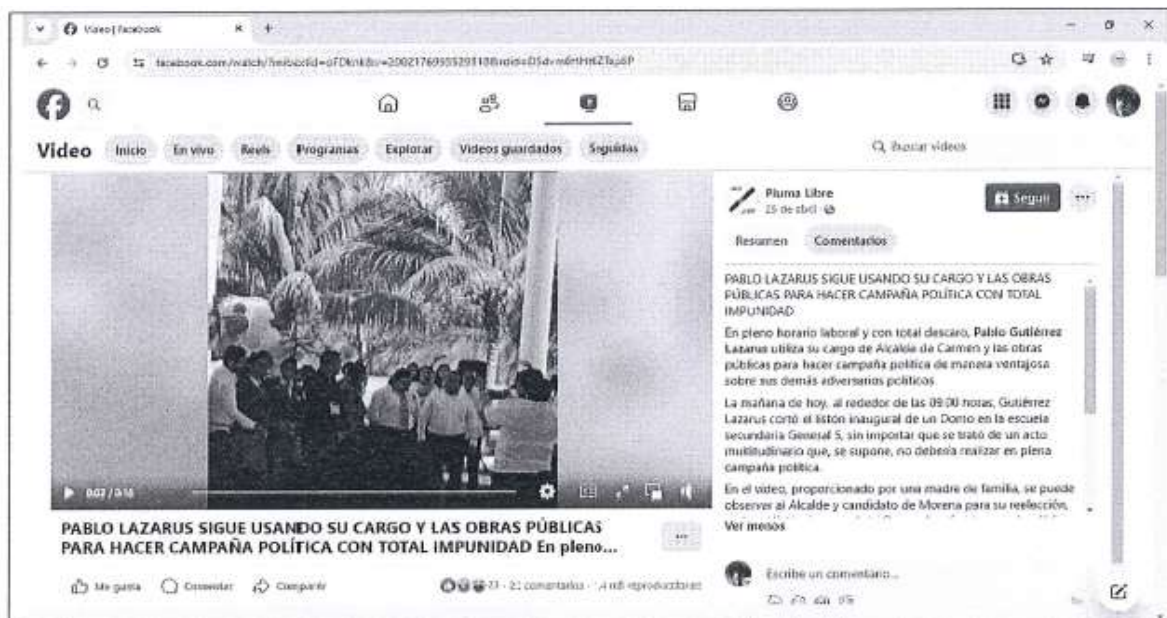 Video | Facebook
Video
Inicio
En vivo
Reels
Programas
Explorar
Videos guardados
Seguidos
Buscar videos
0:02 / 0:16
PABLO LAZARUS SIGUE USANDO SU CARGO Y LAS OBRAS PÚBLICAS
PARA HACER CAMPAÑA POLÍTICA CON TOTAL IMPUNIDAD En pleno...
Me gusta
Comentar
Compartir
Pluma Libre
25 de abril
Seguir
Resumen
Comentarios
PABLO LAZARUS SIGUE USANDO SU CARGO Y LAS OBRAS
PÚBLICAS PARA HACER CAMPAÑA POLÍTICA CON TOTAL
IMPUNIDAD
En pleno horario laboral y con total descaro, Pablo Gutiérrez
Lazarus utiliza su cargo de Alcalde de Carmen y las obras
públicas para hacer campaña política de manera ventajosa
sobre sus demás adversarios políticos.
La mañana de hoy, al rededor de las 09:00 horas, Gutiérrez
Lazarus cortó el listón inaugural de un Domo en la escuela
secundaria General 5, sin importar que se trató de un acto
multitudinario que, se supone, no debería realizar en plena
campaña política.
En el video, proporcionado por una madre de familia, se puede
observar al Alcalde y candidato de Morena para su reelección,
Ver menos
Escribe un comentario...